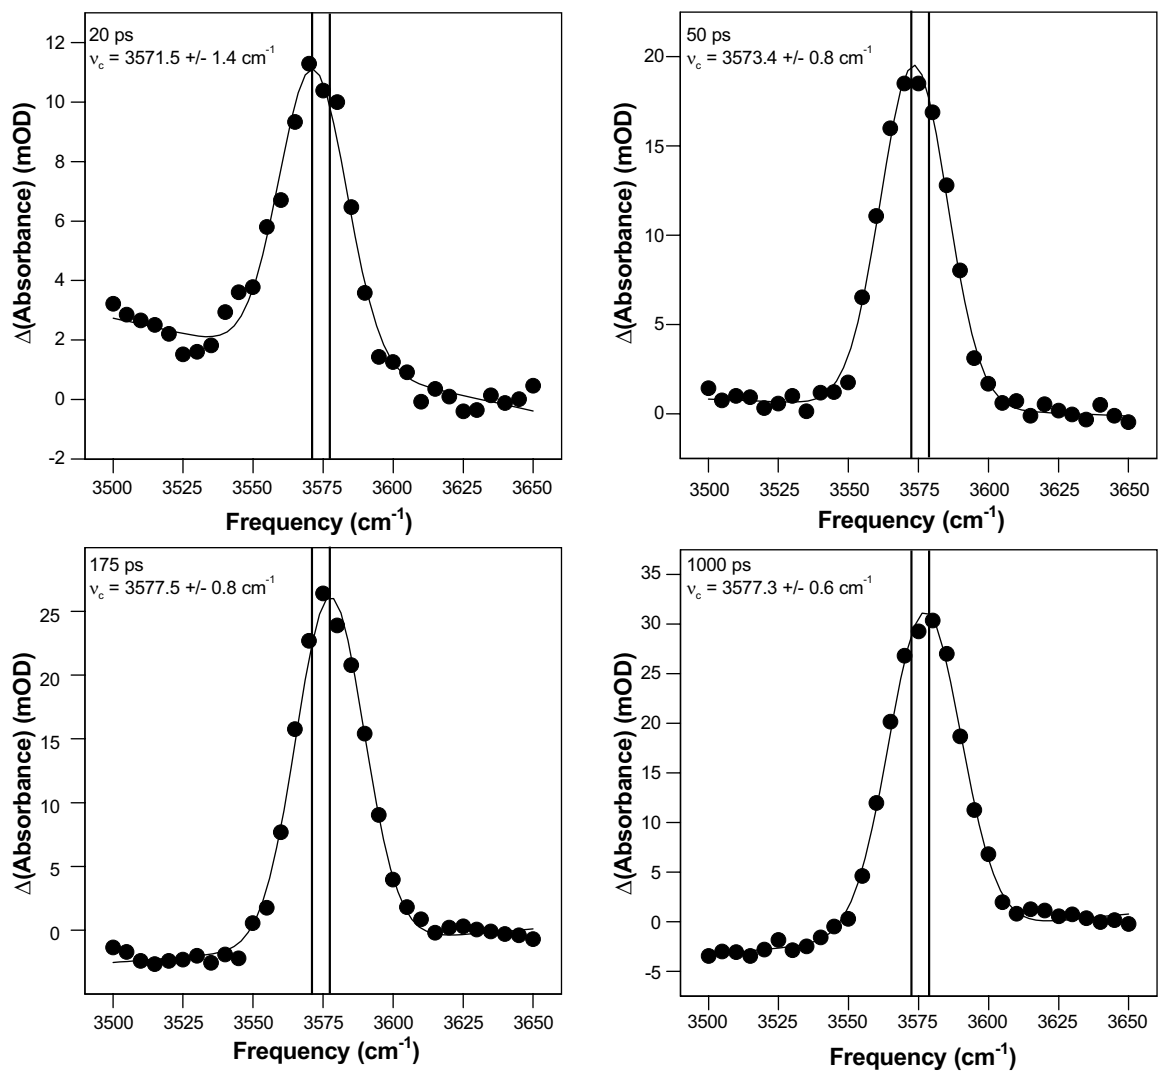 20 ps
νc = 3571.5 +/- 1.4 cm-1
Δ(Absorbance) (mOD)
12
10
8
6
4
2
0
-2
3500 3525 3550 3575 3600 3625 3650
Frequency (cm-1)
50 ps
νc = 3573.4 +/- 0.8 cm-1
Δ(Absorbance) (mOD)
20
15
10
5
0
3500 3525 3550 3575 3600 3625 3650
Frequency (cm-1)
175 ps
νc = 3577.5 +/- 0.8 cm-1
Δ(Absorbance) (mOD)
25
20
15
10
5
0
3500 3525 3550 3575 3600 3625 3650
Frequency (cm-1)
1000 ps
νc = 3577.3 +/- 0.6 cm-1
Δ(Absorbance) (mOD)
35
30
25
20
15
10
5
0
-5
3500 3525 3550 3575 3600 3625 3650
Frequency (cm-1)